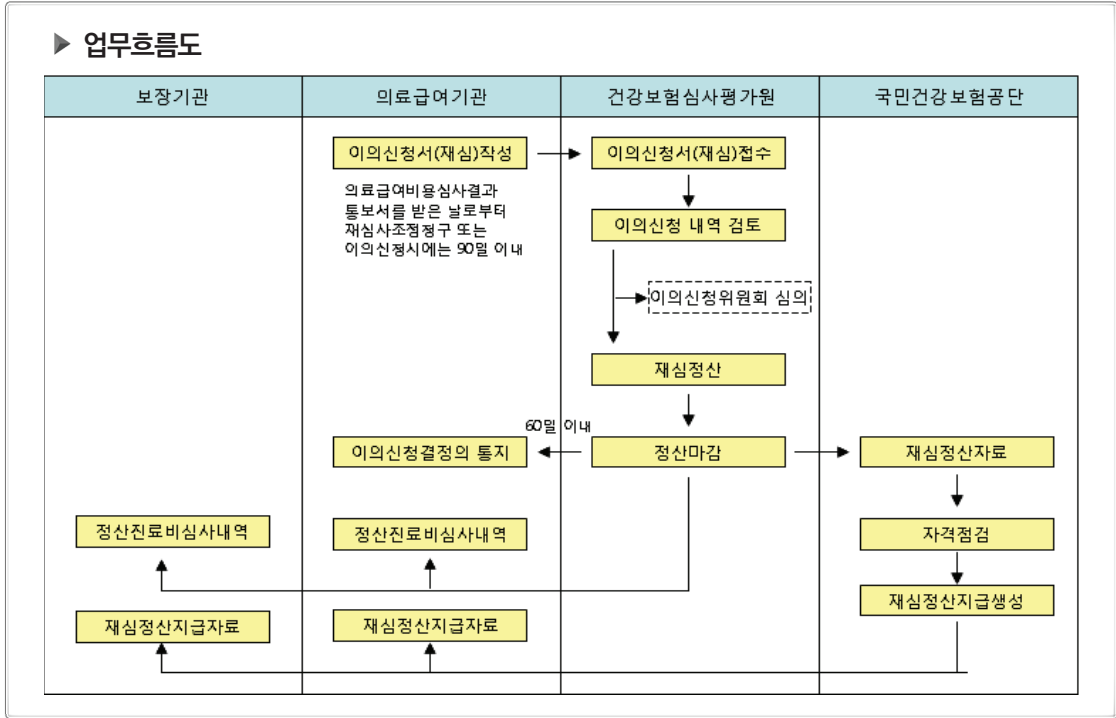 ▶ 업무흐름도
보장기관
의료급여기관
건강보험심사평가원
국민건강보험공단
이의신청서(재심)작성
이의신청서(재심)접수
의료급여비용심사결과
통보서를 받은 날로부터
재심사조정청구 또는
이의신청시에는 90일 이내
이의신청 내역 검토
이의신청위원회 심의
재심정산
60일 이내
이의신청결정의 통지
정산마감
재심정산자료
정산진료비심사내역
정산진료비심사내역
자격점검
재심정산지급생성
재심정산지급자료
재심정산지급자료